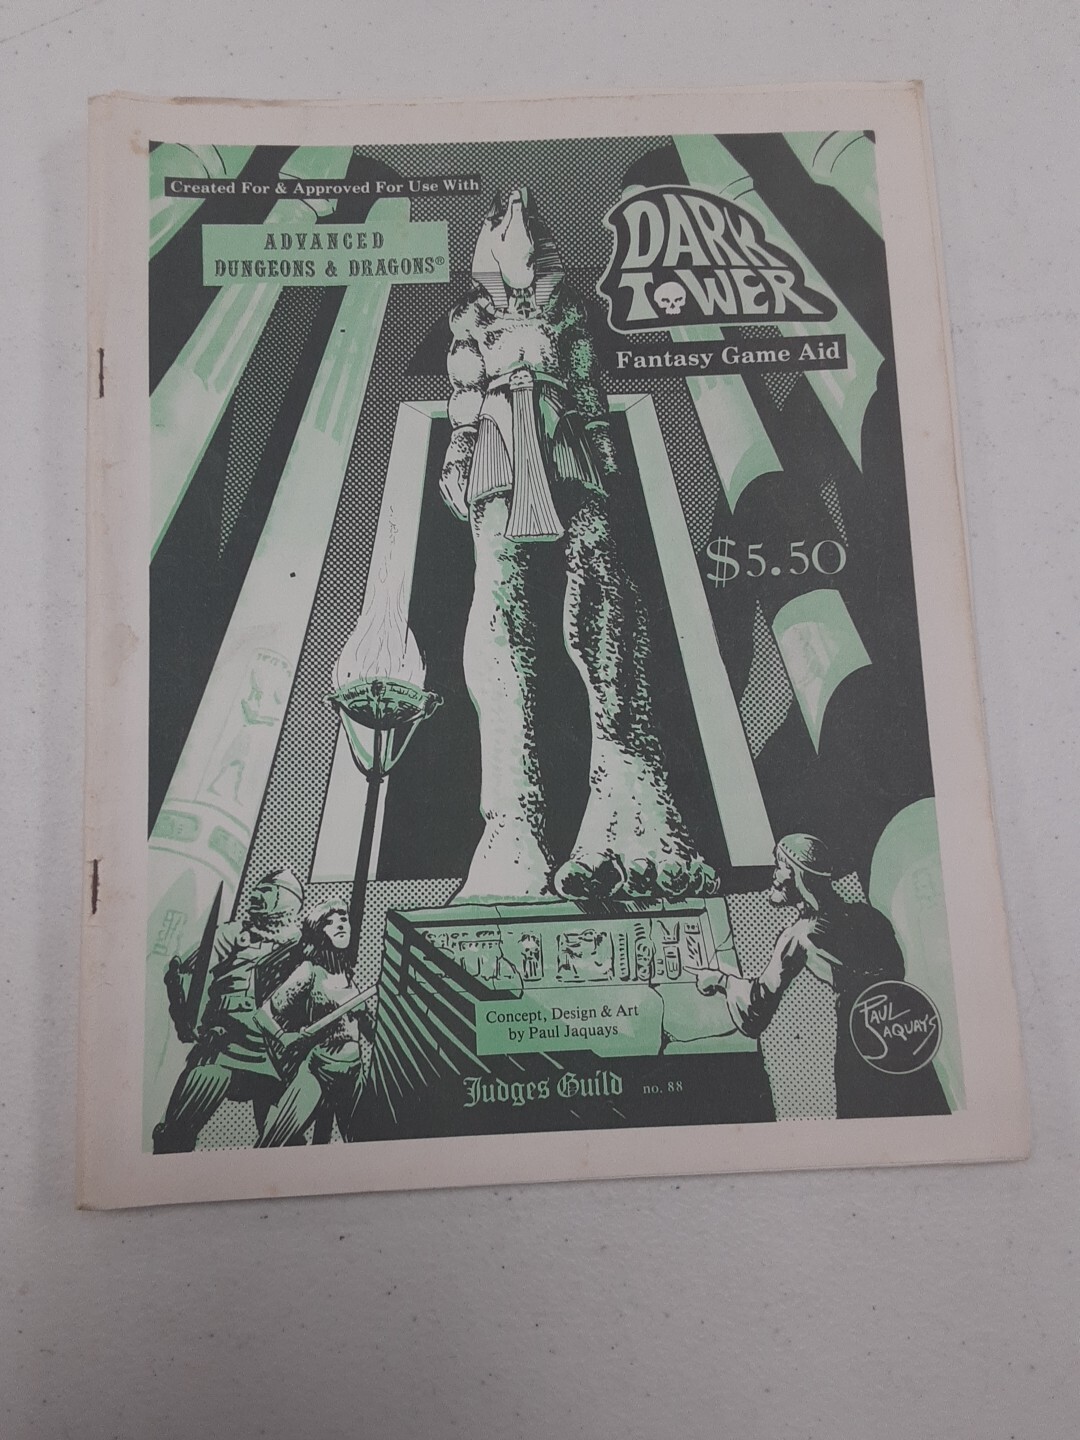 Created For & Approved For Use With
ADVANCED
DUNGEONS & DRAGONS®
DARK
TOWER
Fantasy Game Aid
$5.50
Concept, Design & Art
by Paul Jaquays
PAUL
JAQUAYS
Judges Guild no. 88